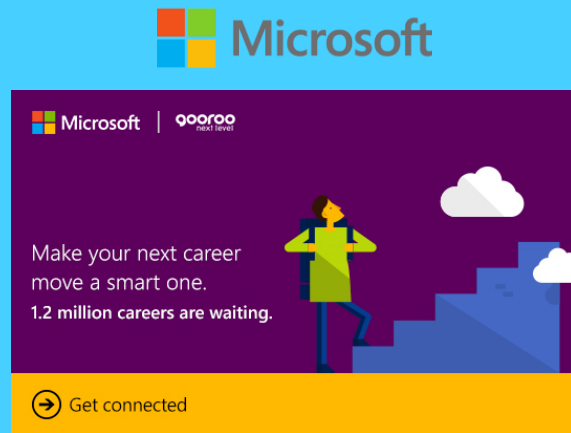 Microsoft
Microsoft | qooroo
next level
Make your next career
move a smart one.
1.2 million careers are waiting.
Get connected